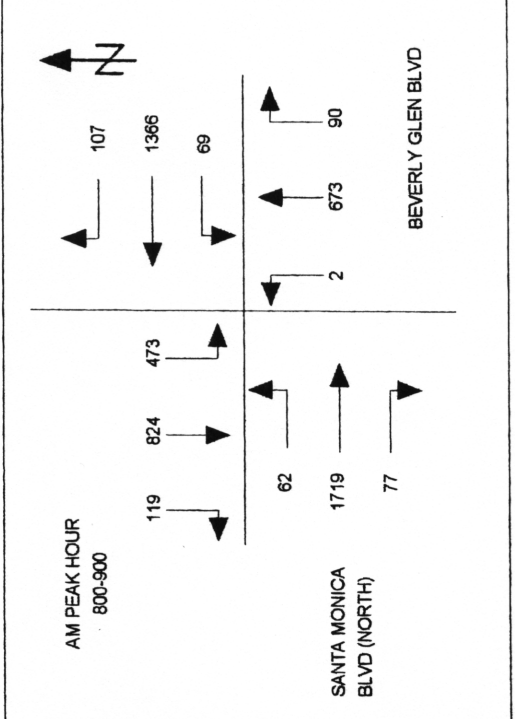 AM PEAK HOUR
800-900
119 824 473
107
1366
69
N
SANTA MONICA
BLVD (NORTH)
62
1719
77
2 673 90
BEVERLY GLEN BLVD